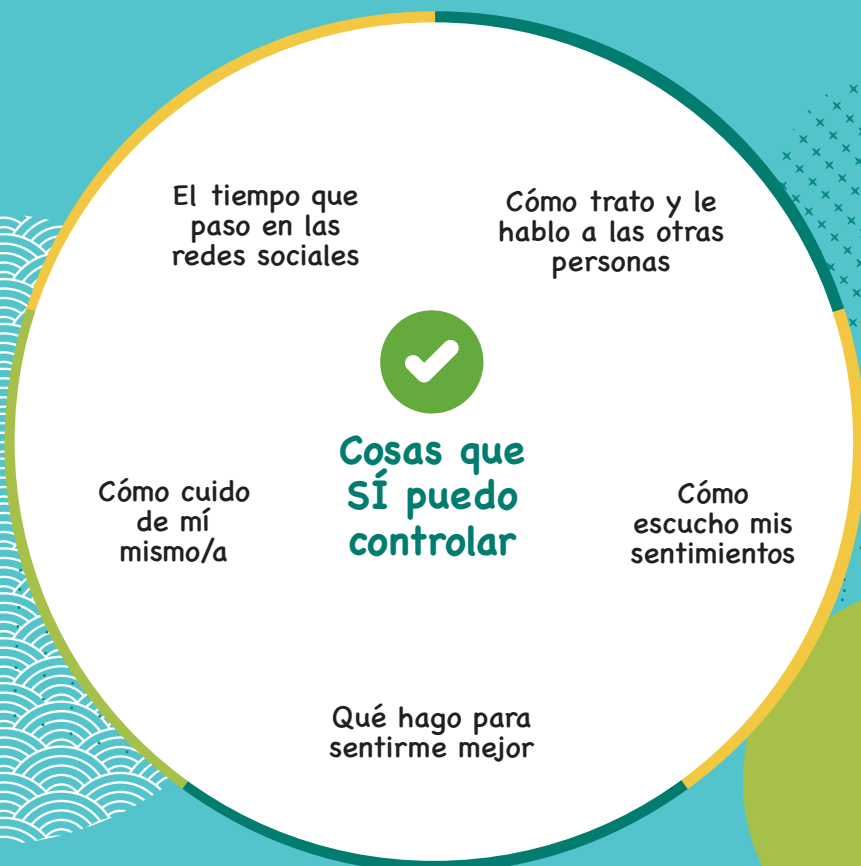 El tiempo que
paso en las
redes sociales
Cómo trato y le
hablo a las otras
personas
Cosas que
SÍ puedo
controlar
Cómo cuido
de mí
mismo/a
Cómo
escucho mis
sentimientos
Qué hago para
sentirme mejor